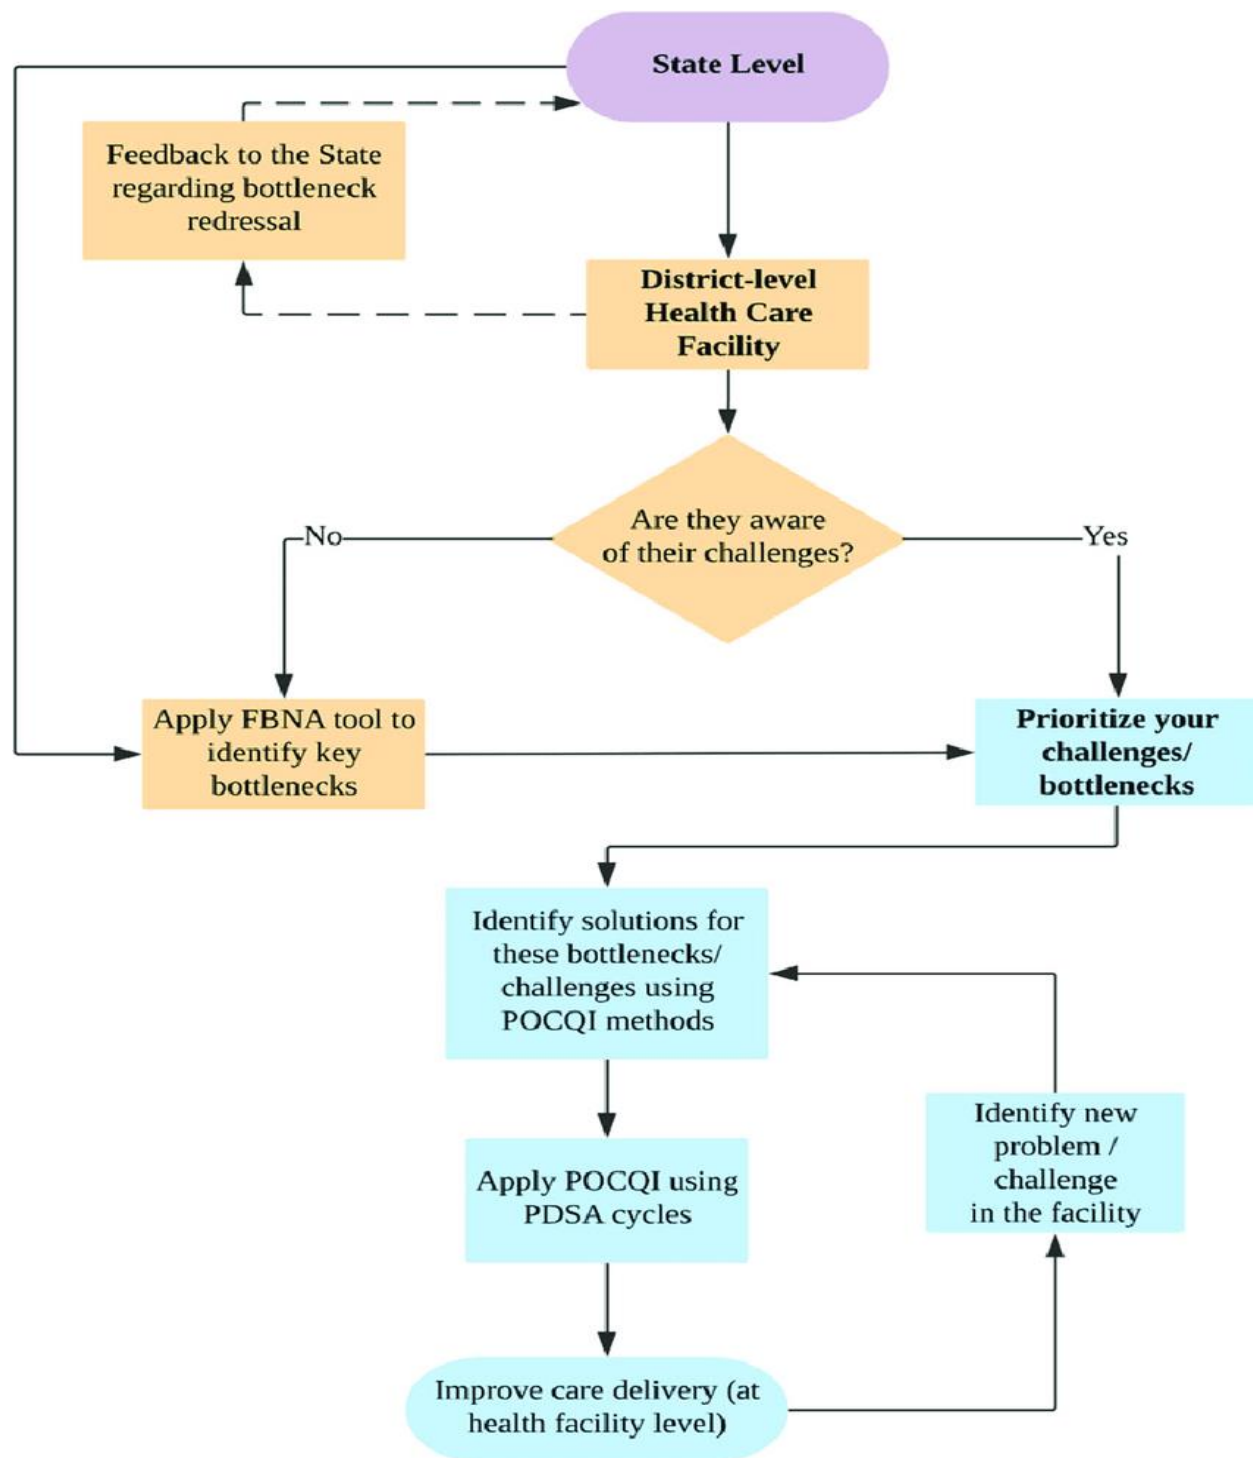 State Level
Feedback to the State
regarding bottleneck
redressal
District-level
Health Care
Facility
Are they aware
of their challenges?
No
Yes
Apply FBNA tool to
identify key
bottlenecks
Prioritize your
challenges/
bottlenecks
Identify solutions for
these bottlenecks/
challenges using
POCQI methods
Identify new
problem /
challenge
in the facility
Apply POCQI using
PDSA cycles
Improve care delivery (at
health facility level)